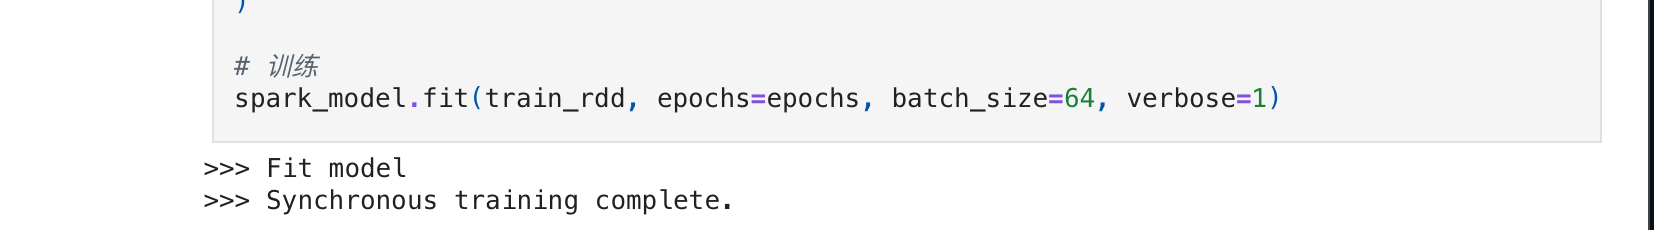 )
# 训练
spark_model.fit(train_rdd, epochs=epochs, batch_size=64, verbose=1)
>>> Fit model
>>> Synchronous training complete.